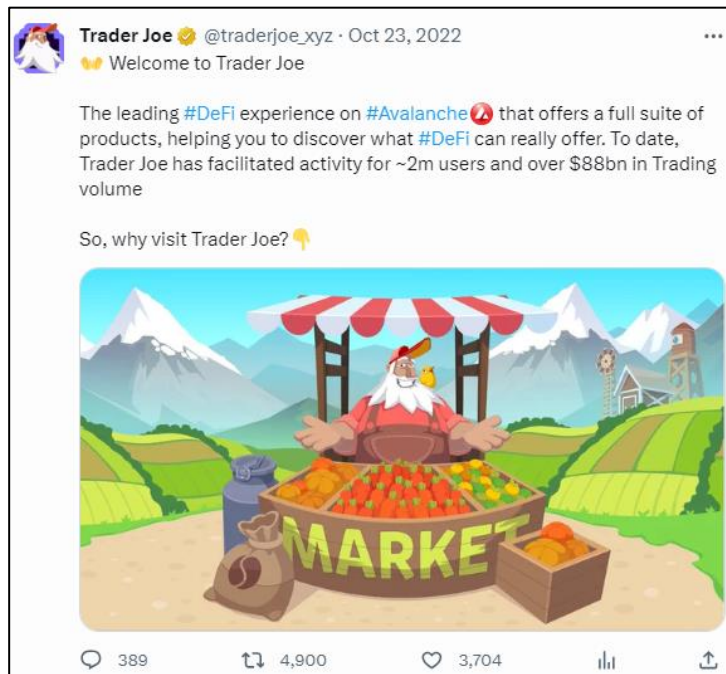 Trader Joe @traderjoe_xyz · Oct 23, 2022
👐 Welcome to Trader Joe
The leading #DeFi experience on #Avalanche🔺 that offers a full suite of
products, helping you to discover what #DeFi can really offer. To date,
Trader Joe has facilitated activity for ~2m users and over $88bn in Trading
volume
So, why visit Trader Joe?👇
MARKET
389 4,900 3,704